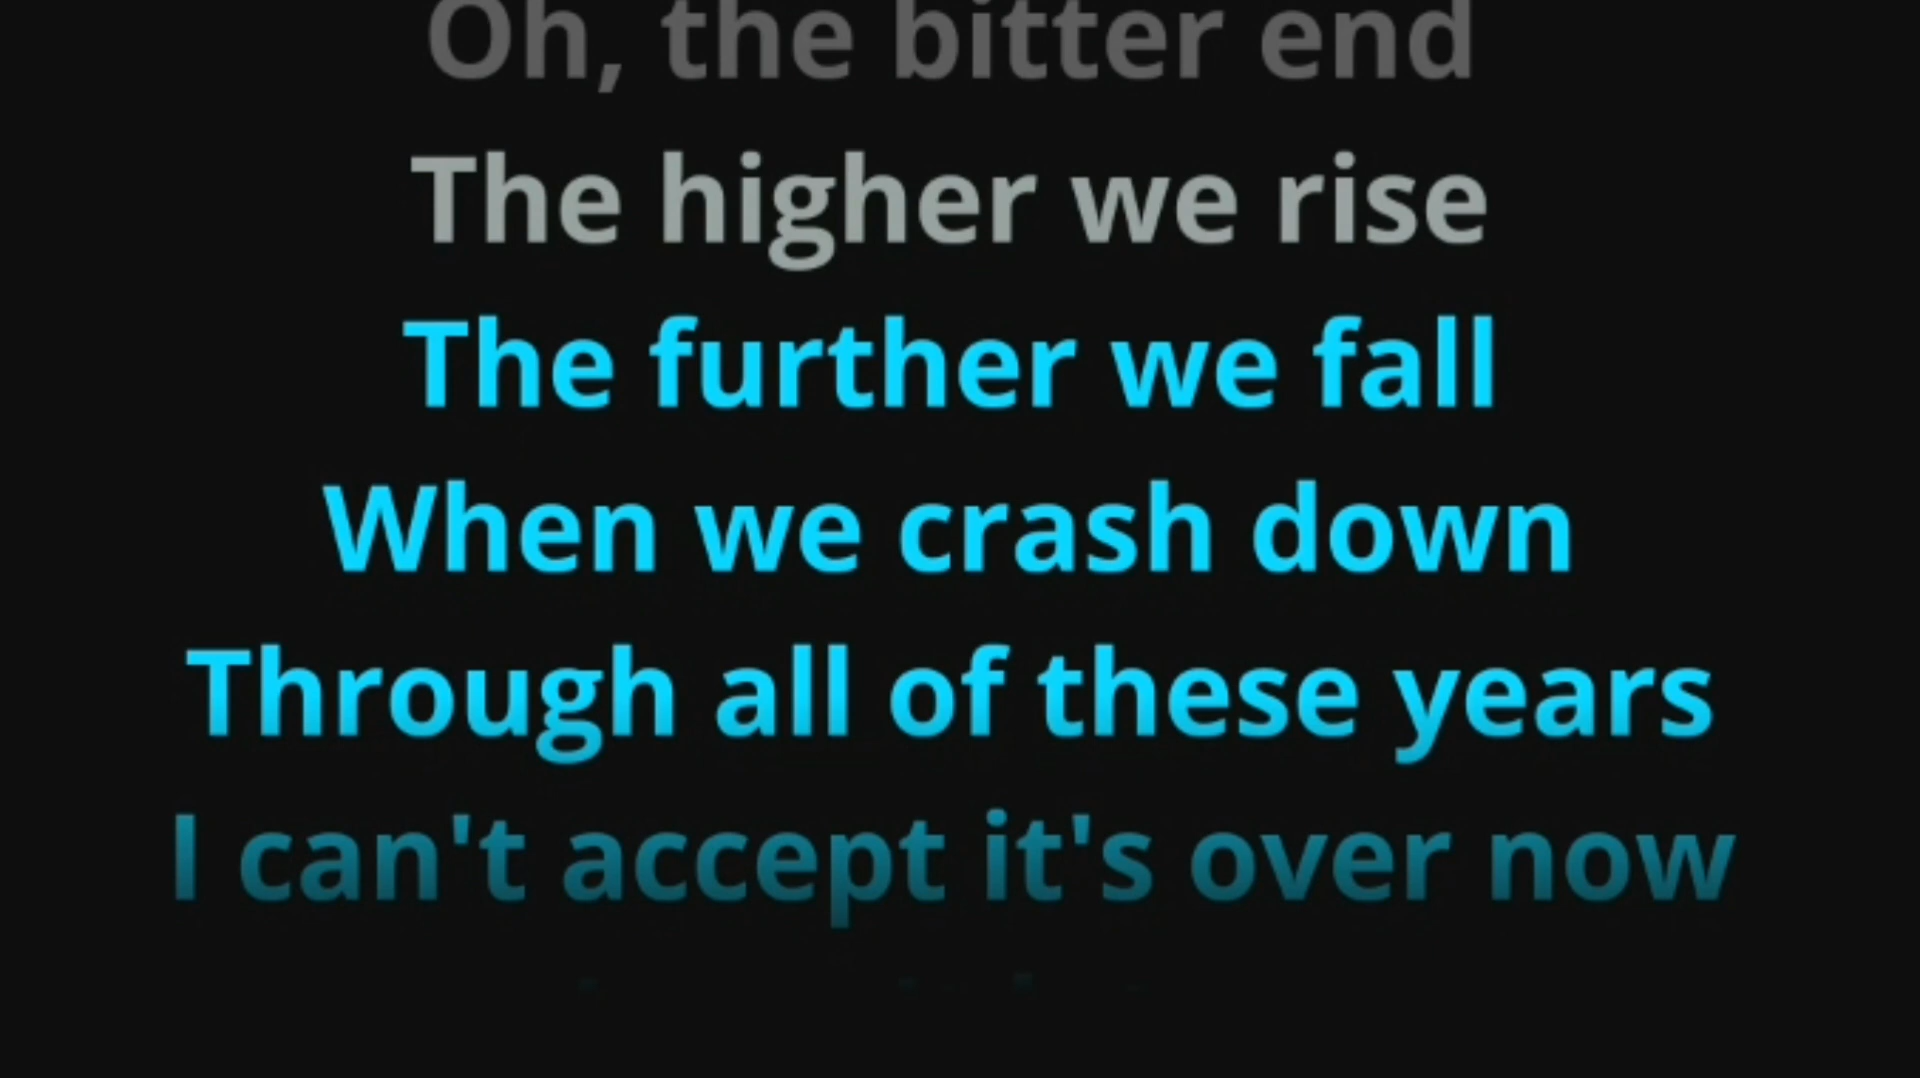 Oh, the bitter end
The higher we rise
The further we fall
When we crash down
Through all of these years
I can't accept it's over now